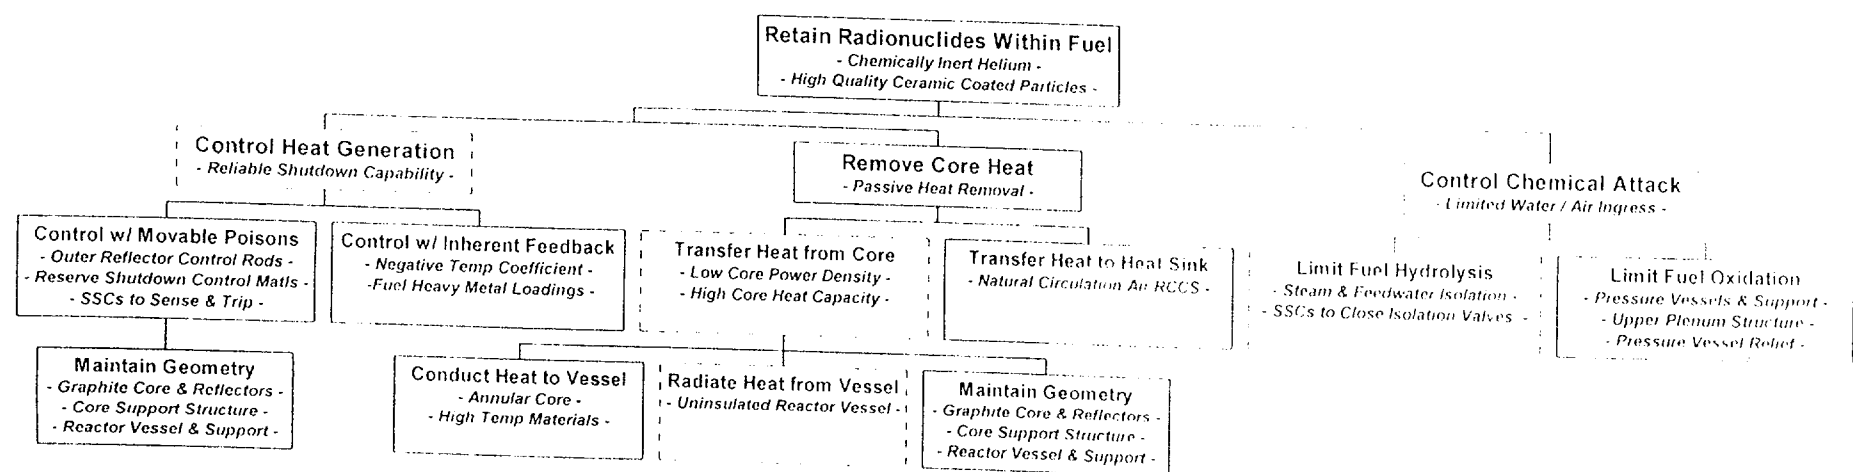 Retain Radionuclides Within Fuel
- Chemically Inert Helium -
- High Quality Ceramic Coated Particles -
Control Heat Generation
- Reliable Shutdown Capability -
Remove Core Heat
- Passive Heat Removal -
Control Chemical Attack
- Limited Water / Air Ingress -
Control w/ Movable Poisons
- Outer Reflector Control Rods -
- Reserve Shutdown Control Matls -
- SSCs to Sense & Trip -
Control w/ Inherent Feedback
- Negative Temp Coefficient -
-Fuel Heavy Metal Loadings -
Transfer Heat from Core
- Low Core Power Density -
- High Core Heat Capacity -
Transfer Heat to Heat Sink
- Natural Circulation Air RCCS -
Limit Fuel Hydrolysis
- Steam & Feedwater Isolation -
- SSCs to Close Isolation Valves -
Limit Fuel Oxidation
- Pressure Vessels & Support -
- Upper Plenum Structure -
- Pressure Vessel Relief -
Maintain Geometry
- Graphite Core & Reflectors -
- Core Support Structure -
- Reactor Vessel & Support -
Conduct Heat to Vessel
- Annular Core -
- High Temp Materials -
Radiate Heat from Vessel
- Uninsulated Reactor Vessel -
Maintain Geometry
- Graphite Core & Reflectors -
- Core Support Structure -
- Reactor Vessel & Support -